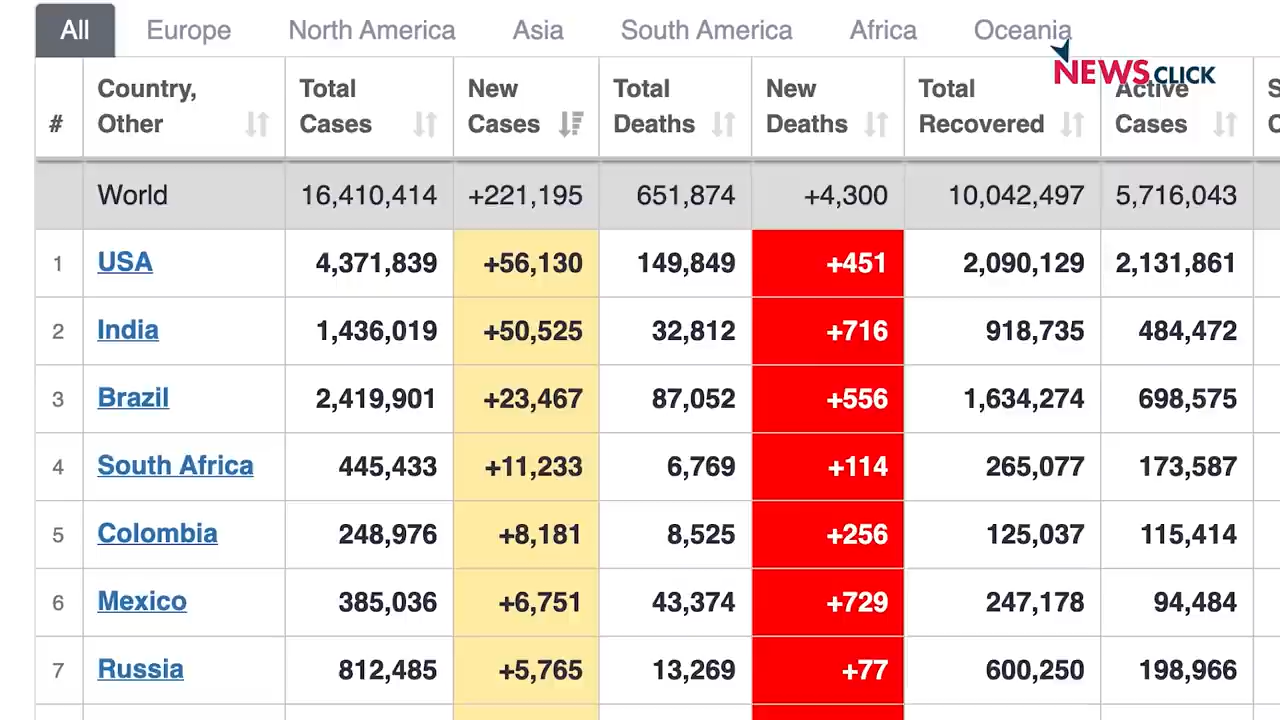 All Europe North America Asia South America Africa Oceania
NEWSCLICK
# Country, Other Total Cases New Cases Total Deaths New Deaths Total Recovered Active Cases
World 16,410,414 +221,195 651,874 +4,300 10,042,497 5,716,043
1 USA 4,371,839 +56,130 149,849 +451 2,090,129 2,131,861
2 India 1,436,019 +50,525 32,812 +716 918,735 484,472
3 Brazil 2,419,901 +23,467 87,052 +556 1,634,274 698,575
4 South Africa 445,433 +11,233 6,769 +114 265,077 173,587
5 Colombia 248,976 +8,181 8,525 +256 125,037 115,414
6 Mexico 385,036 +6,751 43,374 +729 247,178 94,484
7 Russia 812,485 +5,765 13,269 +77 600,250 198,966